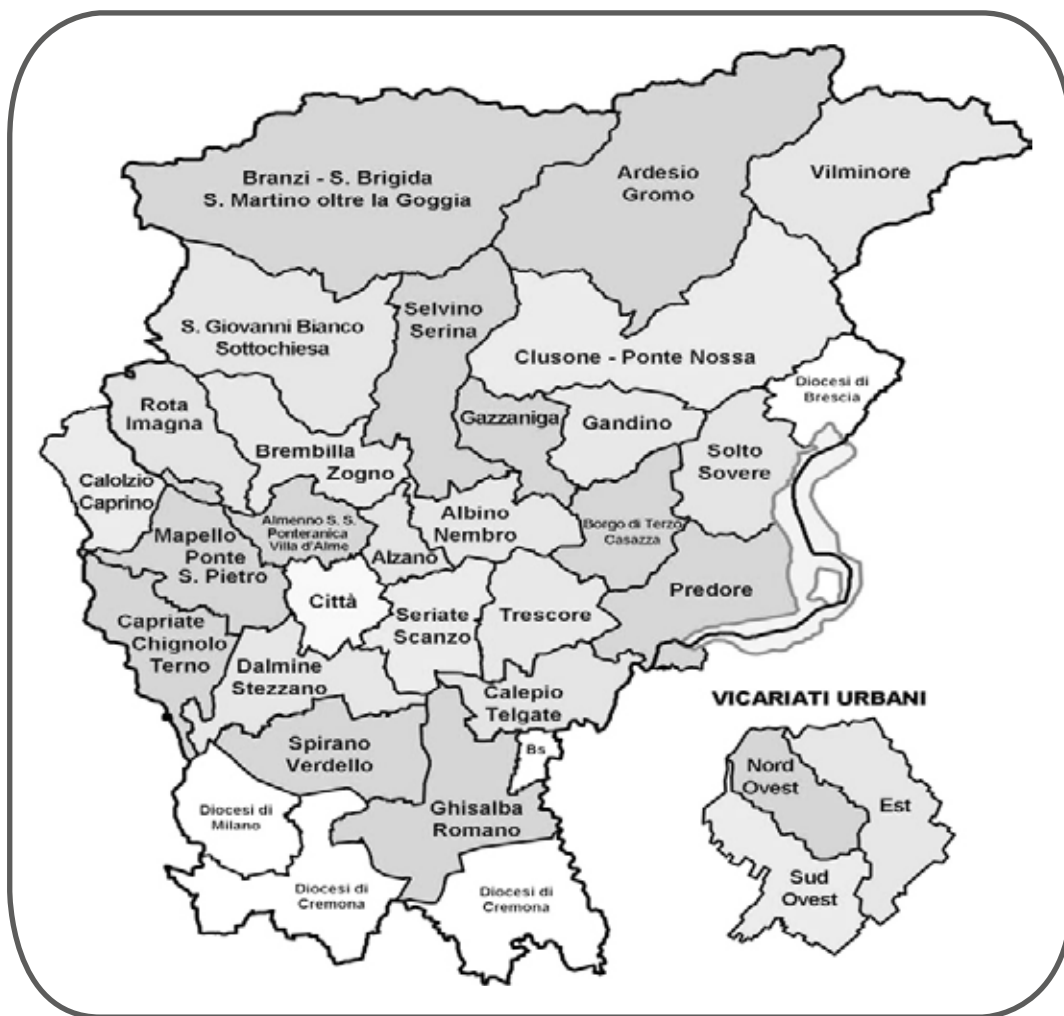 Branzi - S. Brigida
S. Martino oltre la Goggia
Ardesio
Gromo
Vilminore
S. Giovanni Bianco
Sottochiesa
Selvino
Serina
Clusone - Ponte Nossa
Diocesi di
Brescia
Rota
Imagna
Brembilla
Zogno
Gazzaniga
Gandino
Solto
Sovere
Calolzio
Caprino
Mapello
Ponte
S. Pietro
Almenno S. S.
Ponteranica
Villa d'Alme
Alzano
Albino
Nembro
Borgo di Terzo
Casazza
Predore
Città
Seriate
Scanzo
Trescore
Capriate
Chignolo
Terno
Dalmine
Stezzano
Calepio
Telgate
Bs
Spirano
Verdello
Ghisalba
Romano
Diocesi di
Milano
Diocesi di
Cremona
Diocesi di
Cremona
VICARIATI URBANI
Nord
Ovest
Est
Sud
Ovest